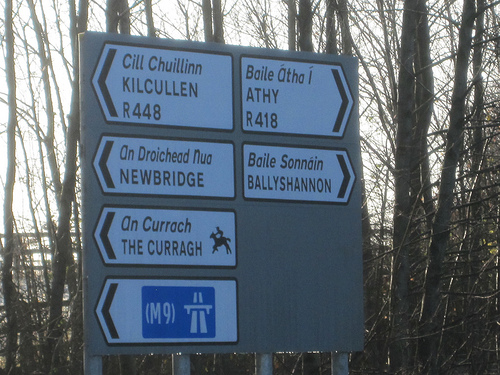 Cill Chuillinn
KILCULLEN
R448
Baile Átha Í
ATHY
R418
an Droichead nua
NEWBRIDGE
Baile Sonnáin
BALLYSHANNON
an Currach
THE CURRAGH
(M9)